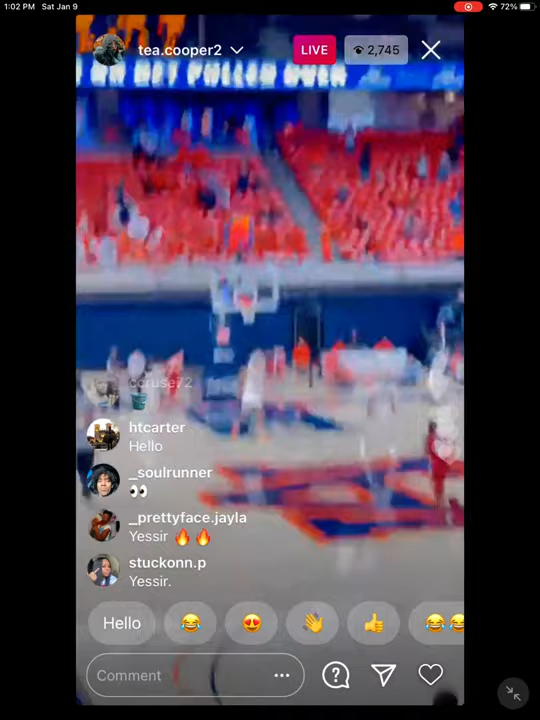 1:02 PM Sat Jan 9
72%
tea.cooper2
LIVE
2,745
ccruse72
htcarter
Hello
_soulrunner
_prettyface.jayla
Yessir
stuckonn.p
Yessir.
Hello
Comment